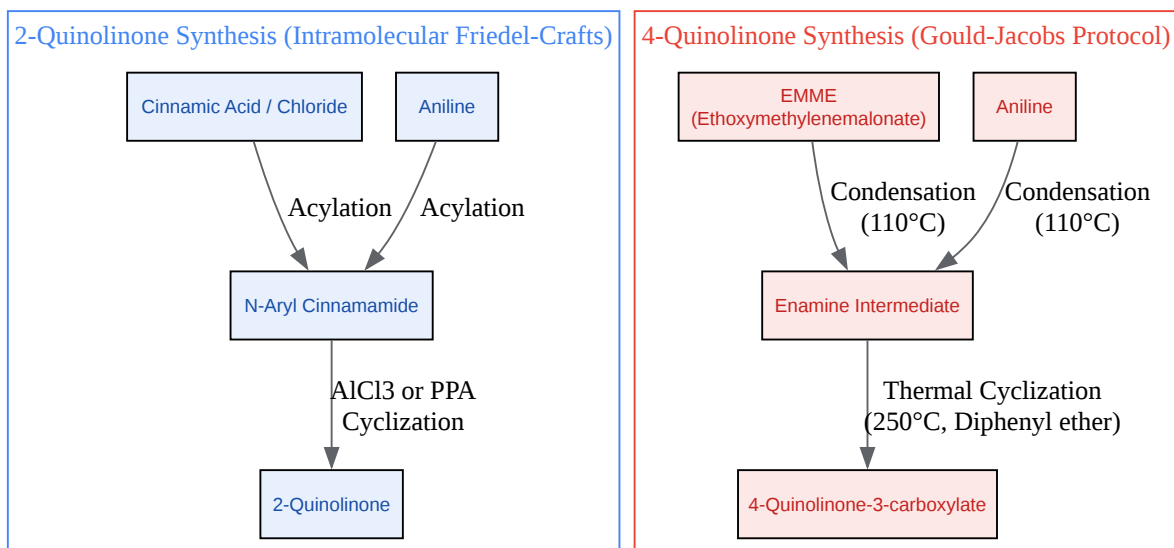 2-Quinolinone Synthesis (Intramolecular Friedel-Crafts)
Cinnamic Acid / Chloride
Aniline
Acylation
Acylation
N-Aryl Cinnamamide
AlCl3 or PPA
Cyclization
2-Quinolinone
4-Quinolinone Synthesis (Gould-Jacobs Protocol)
EMME
(Ethoxymethylenemalonate)
Aniline
Condensation
(110°C)
Condensation
(110°C)
Enamine Intermediate
Thermal Cyclization
(250°C, Diphenyl ether)
4-Quinolinone-3-carboxylate